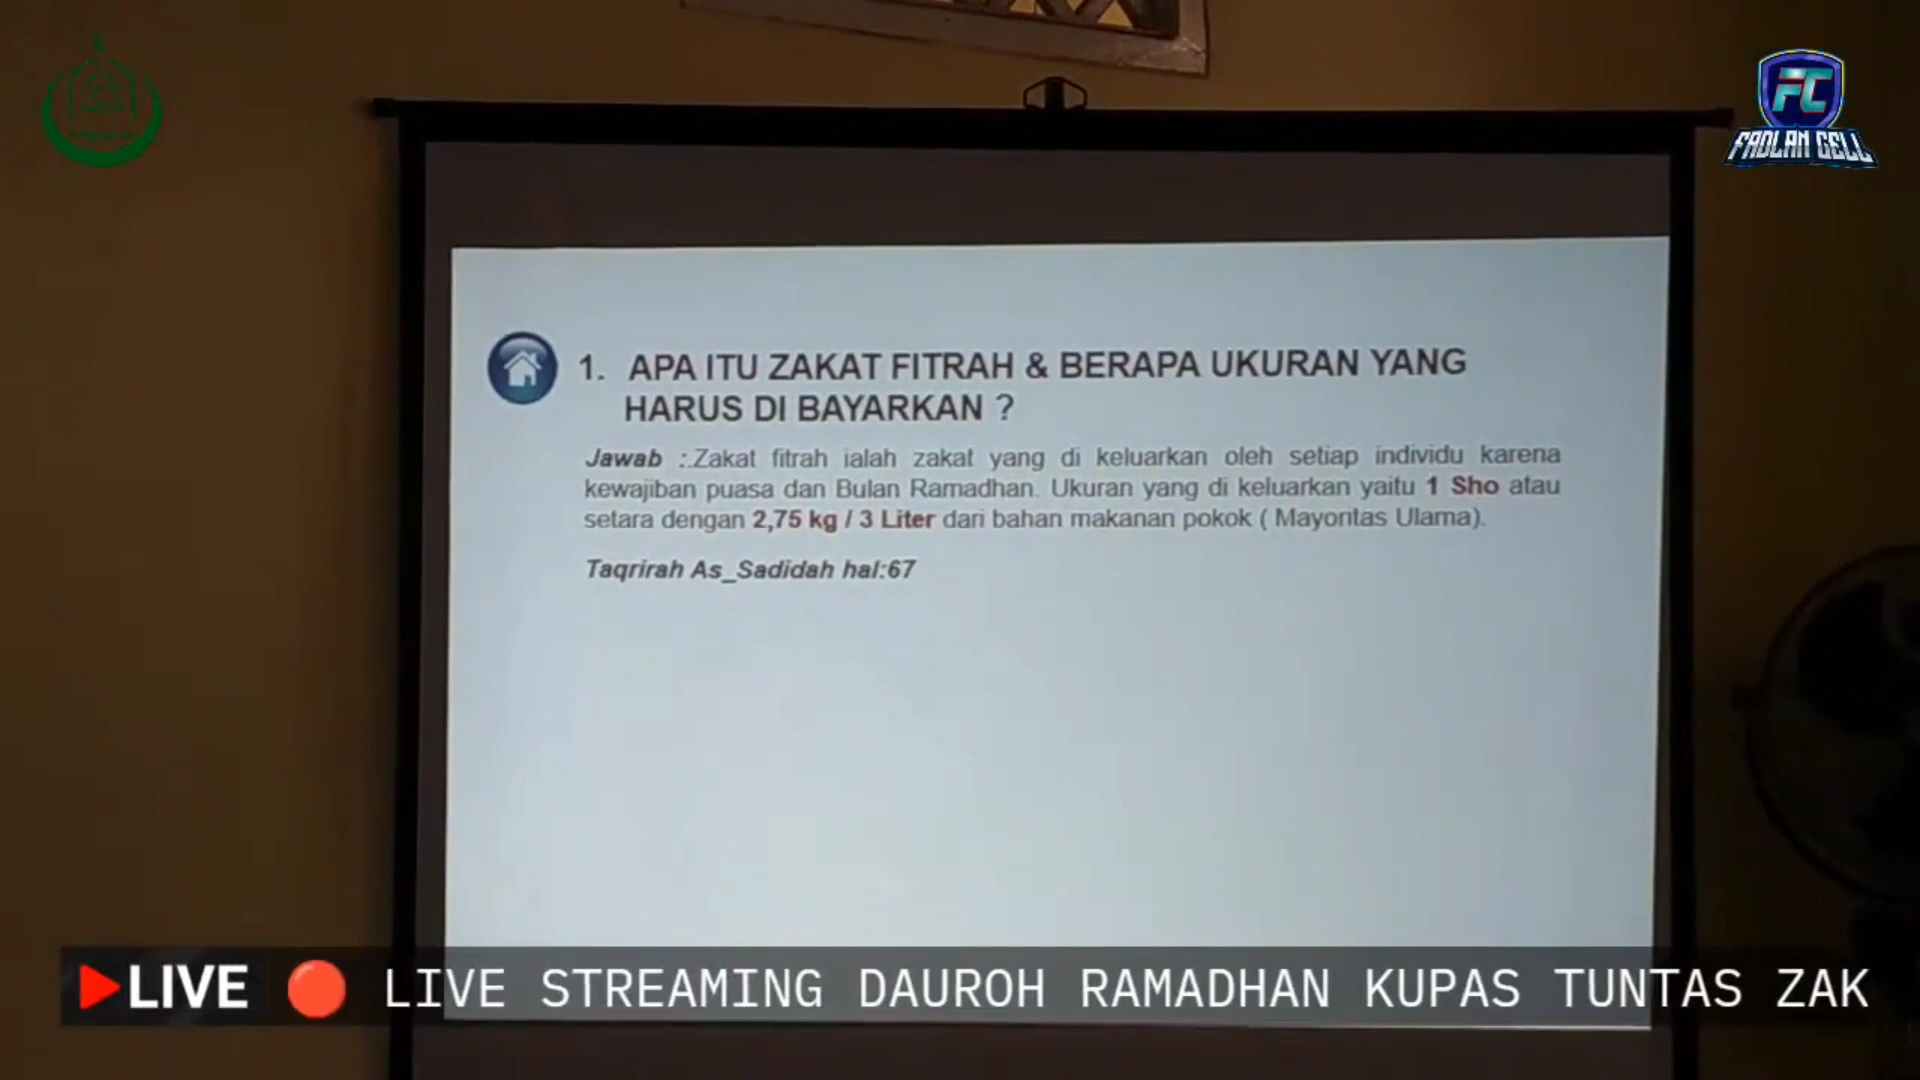 FC
FADLAN GELL
1. APA ITU ZAKAT FITRAH & BERAPA UKURAN YANG
HARUS DI BAYARKAN ?
Jawab :.Zakat fitrah ialah zakat yang di keluarkan oleh setiap individu karena
kewajiban puasa dan Bulan Ramadhan. Ukuran yang di keluarkan yaitu 1 Sho atau
setara dengan 2,75 kg / 3 Liter dari bahan makanan pokok ( Mayoritas Ulama).
Taqrirah As_Sadidah hal:67
LIVE LIVE STREAMING DAUROH RAMADHAN KUPAS TUNTAS ZAK